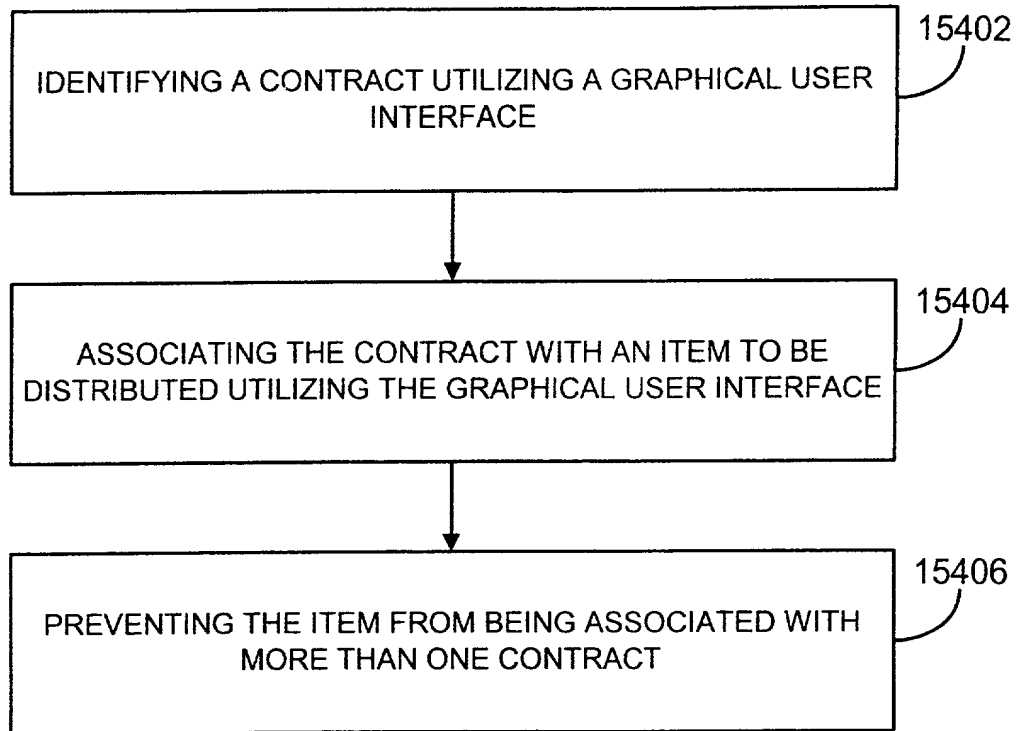 15402
IDENTIFYING A CONTRACT UTILIZING A GRAPHICAL USER
INTERFACE
15404
ASSOCIATING THE CONTRACT WITH AN ITEM TO BE
DISTRIBUTED UTILIZING THE GRAPHICAL USER INTERFACE
15406
PREVENTING THE ITEM FROM BEING ASSOCIATED WITH
MORE THAN ONE CONTRACT